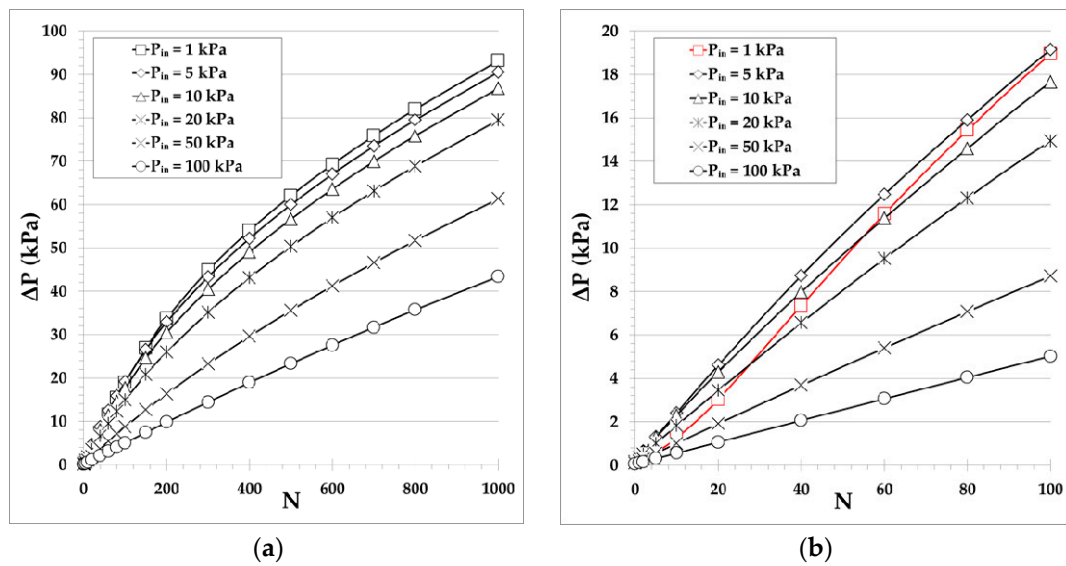 100
90
80
70
60
50
40
30
20
10
0
ΔP (kPa)
P_in = 1 kPa
P_in = 5 kPa
P_in = 10 kPa
P_in = 20 kPa
P_in = 50 kPa
P_in = 100 kPa
0 200 400 600 800 1000
N
(a)
20
18
16
14
12
10
8
6
4
2
0
ΔP (kPa)
P_in = 1 kPa
P_in = 5 kPa
P_in = 10 kPa
P_in = 20 kPa
P_in = 50 kPa
P_in = 100 kPa
0 20 40 60 80 100
N
(b)